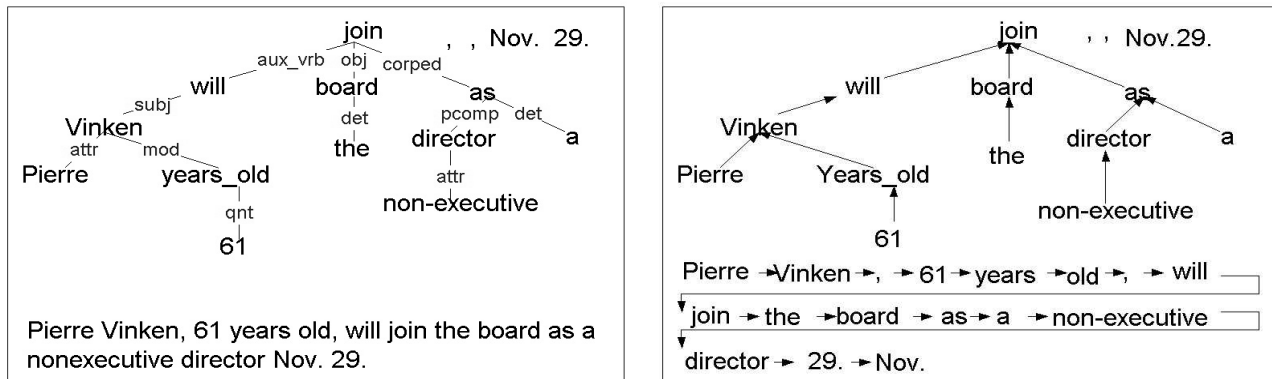 join , , Nov. 29.
aux_vrb obj corped
will board as
subj det pcomp det
Vinken the director a
attr mod attr
Pierre years_old non-executive
qnt
61
Pierre Vinken, 61 years old, will join the board as a
nonexecutive director Nov. 29.
join , , Nov.29.
will board as
Vinken the director a
Pierre Years_old
non-executive
61
Pierre Vinken , 61 years old , will
join the board as a non-executive
director 29. Nov.